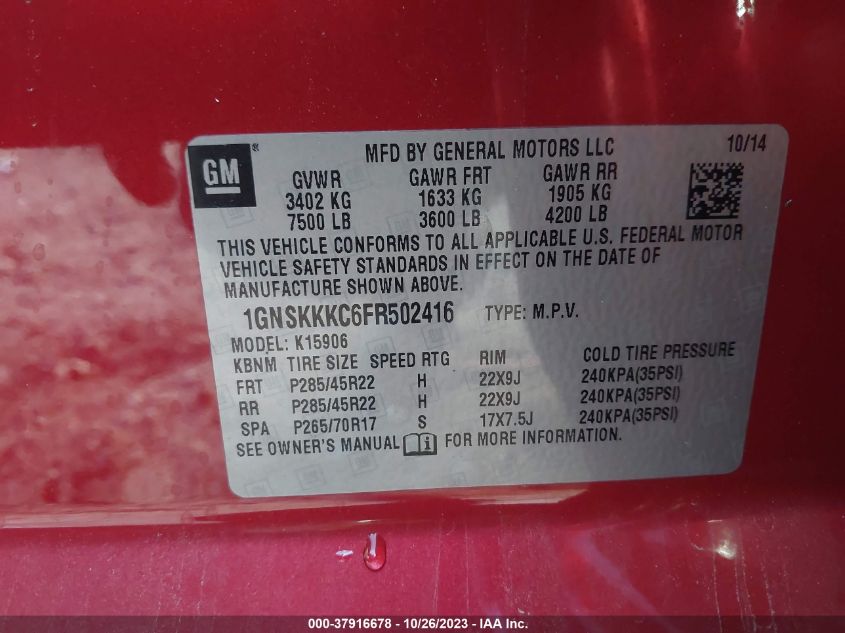 GM®
MFD BY GENERAL MOTORS LLC 10/14
GVWR GAWR FRT GAWR RR
3402 KG 1633 KG 1905 KG
7500 LB 3600 LB 4200 LB
THIS VEHICLE CONFORMS TO ALL APPLICABLE U.S. FEDERAL MOTOR
VEHICLE SAFETY STANDARDS IN EFFECT ON THE DATE OF
MANUFACTURE SHOWN ABOVE.
1GNSKKKC6FR502416 TYPE: M.P.V.
MODEL: K15906
KBNM TIRE SIZE SPEED RTG RIM COLD TIRE PRESSURE
FRT P285/45R22 H 22X9J 240KPA(35PSI)
RR P285/45R22 H 22X9J 240KPA(35PSI)
SPA P265/70R17 S 17X7.5J 240KPA(35PSI)
SEE OWNER'S MANUAL i FOR MORE INFORMATION.
000-37916678 - 10/26/2023 - IAA Inc.